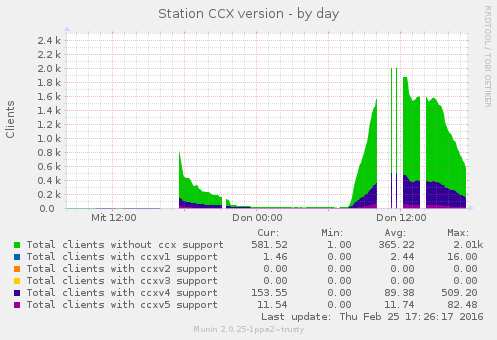 Station CCX version - by day
RRDTOOL / TOBI OETIKER
Clients
2.4 k
2.2 k
2.0 k
1.8 k
1.6 k
1.4 k
1.2 k
1.0 k
0.8 k
0.6 k
0.4 k
0.2 k
0.0
Mit 12:00 Don 00:00 Don 12:00
Cur: Min: Avg: Max:
Total clients without ccx support 581.52 1.00 365.22 2.01k
Total clients with ccxv1 support 1.46 0.00 2.44 16.00
Total clients with ccxv2 support 0.00 0.00 0.00 0.00
Total clients with ccxv3 support 0.00 0.00 0.00 0.00
Total clients with ccxv4 support 153.55 0.00 89.38 509.20
Total clients with ccxv5 support 11.54 0.00 11.74 82.48
Last update: Thu Feb 25 17:26:17 2016
Munin 2.0.25-1ppa2~trusty